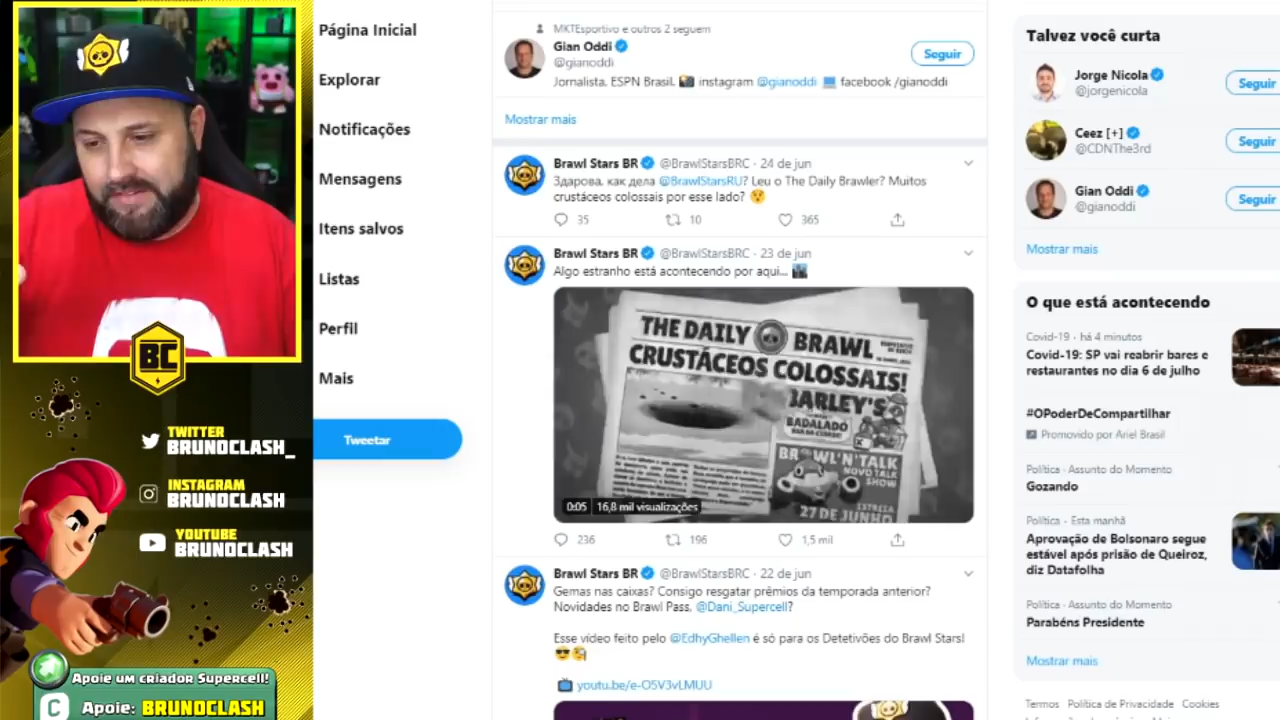 BC
TWITTER
BRUNOCLASH_
INSTAGRAM
BRUNOCLASH
YOUTUBE
BRUNOCLASH
Apoie um criador Supercell!
C Apoie: BRUNOCLASH
Página Inicial
Explorar
Notificações
Mensagens
Itens salvos
Listas
Perfil
Mais
Tweetar
MKTEsportivo e outros 2 seguem
Gian Oddi
@gianoddi
Seguir
Jornalista. ESPN Brasil. 📸 instagram @gianoddi 💻 facebook /gianoddi
Mostrar mais
Brawl Stars BR @BrawlStarsBRC · 24 de jun
Здарова, как дела @BrawlStarsRU? Leu o The Daily Brawler? Muitos
crustáceos colossais por esse lado? 😯
35 10 365
Brawl Stars BR @BrawlStarsBRC · 23 de jun
Algo estranho está acontecendo por aqui...
THE DAILY BRAWL
CRUSTÁCEOS COLOSSAIS!
BARLEY'S
BADALADO
BRAWL'N'TALK
NOVO TALK
SHOW
ESTREIA
27 DE JUNHO
0:05 16,8 mil visualizações
236 196 1,5 mil
Brawl Stars BR @BrawlStarsBRC · 22 de jun
Gemas nas caixas? Consigo resgatar prêmios da temporada anterior?
Novidades no Brawl Pass, @Dani_Supercell?
Esse vídeo feito pelo @EdhyGhellen é só para os Detetivões do Brawl Stars!
😎🧐
📺 youtu.be/e-O5V3vLMUU
Talvez você curta
Jorge Nicola
@jorgenicola
Seguir
Ceez [+]
@CDNThe3rd
Seguir
Gian Oddi
@gianoddi
Seguir
Mostrar mais
O que está acontecendo
Covid-19 · há 4 minutos
Covid-19: SP vai reabrir bares e
restaurantes no dia 6 de julho
#OPoderDeCompartilhar
Promovido por Ariel Brasil
Política · Assunto do Momento
Gozando
Política · Esta manhã
Aprovação de Bolsonaro segue
estável após prisão de Queiroz,
diz Datafolha
Política · Assunto do Momento
Parabéns Presidente
Mostrar mais
Termos Política de Privacidade Cookies